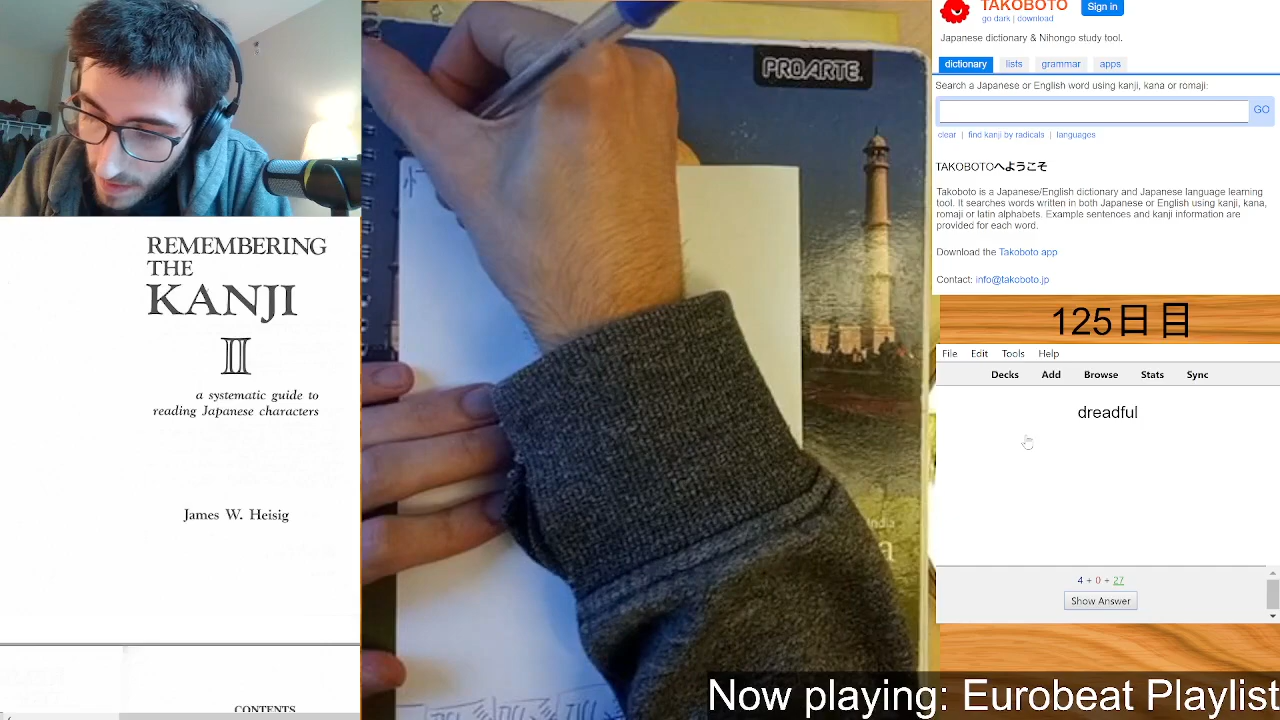 REMEMBERING
THE
KANJI
II
a systematic guide to
reading Japanese characters
James W. Heisig
CONTENTS
PROARTE
India
a
TAKOBOTO
go dark | download
Sign in
Japanese dictionary & Nihongo study tool.
dictionary lists grammar apps
Search a Japanese or English word using kanji, kana or romaji:
GO
clear | find kanji by radicals | languages
TAKOBOTOへようこそ
Takoboto is a Japanese/English dictionary and Japanese language learning
tool. It searches words written in both Japanese or English using kanji, kana,
romaji or latin alphabets. Example sentences and Kanji information are
provided for each word.
Download the Takoboto app
Contact: info@takoboto.jp
125日目
File Edit Tools Help
Decks Add Browse Stats Sync
dreadful
4 + 0 + 27
Show Answer
Now playing: Eurobeat Playlist